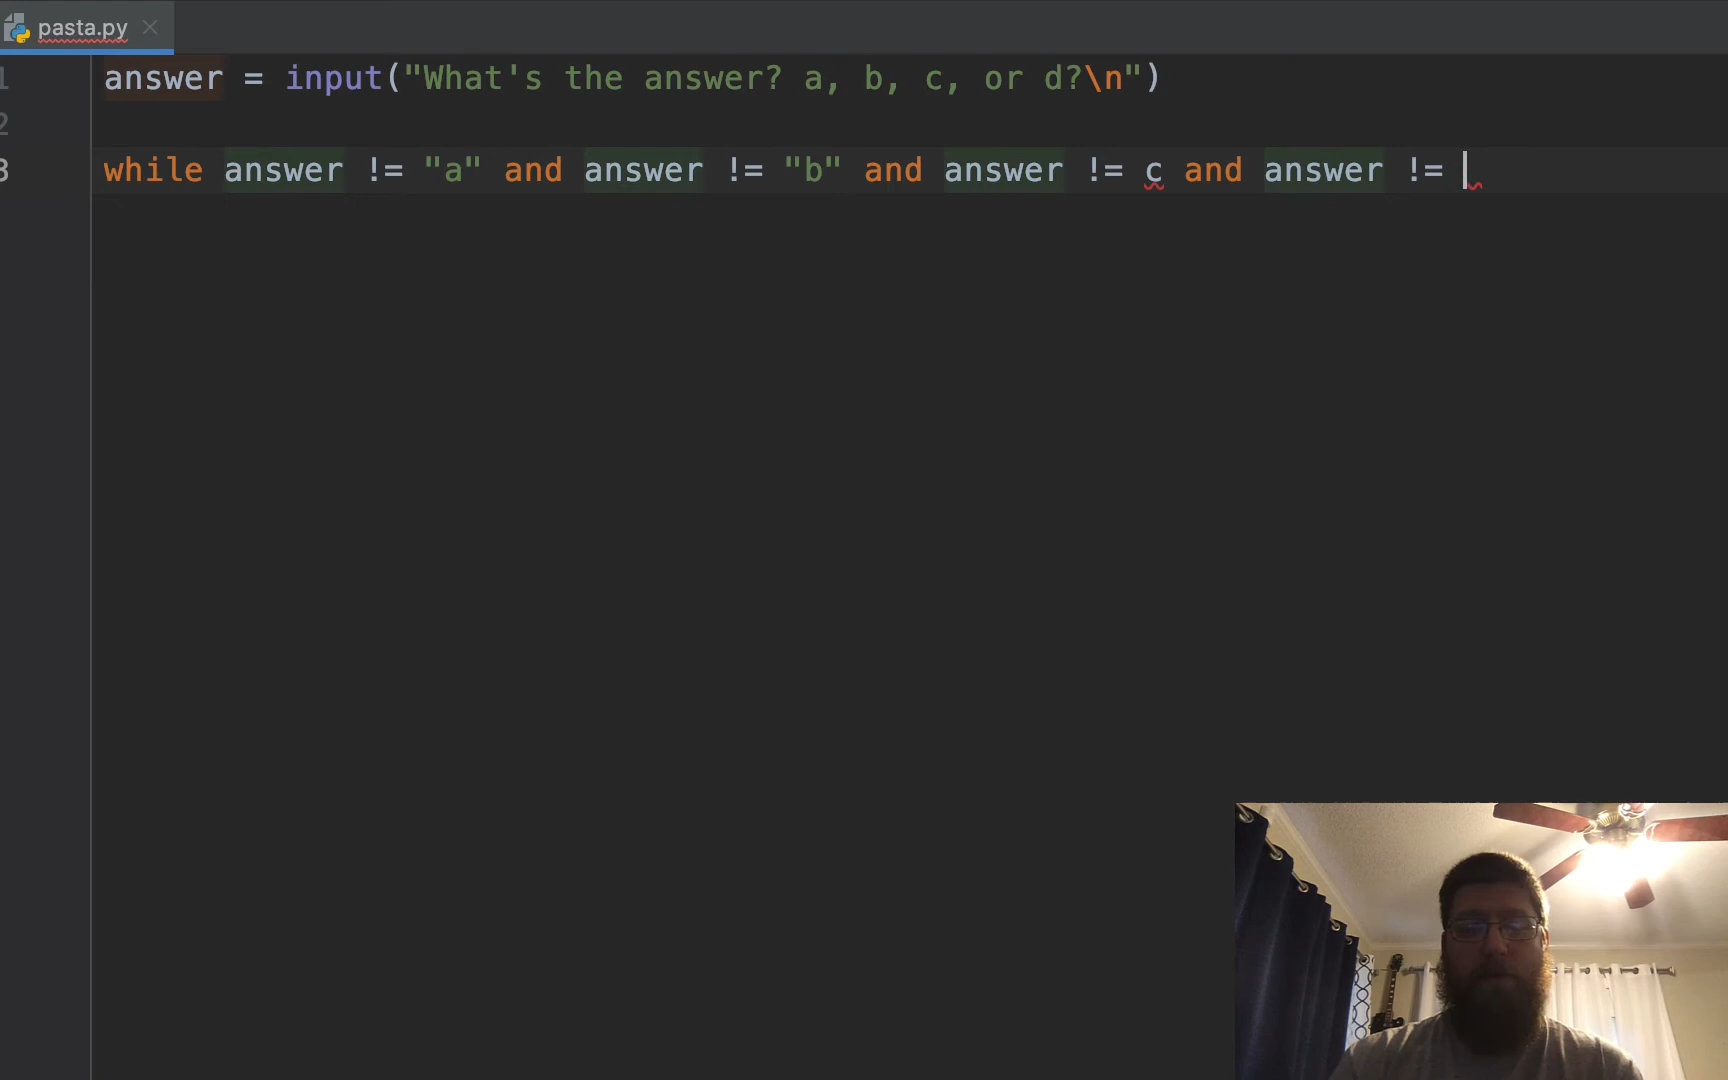 pasta.py
1 answer = input("What's the answer? a, b, c, or d?\n")
2
3 while answer != "a" and answer != "b" and answer != c and answer !=